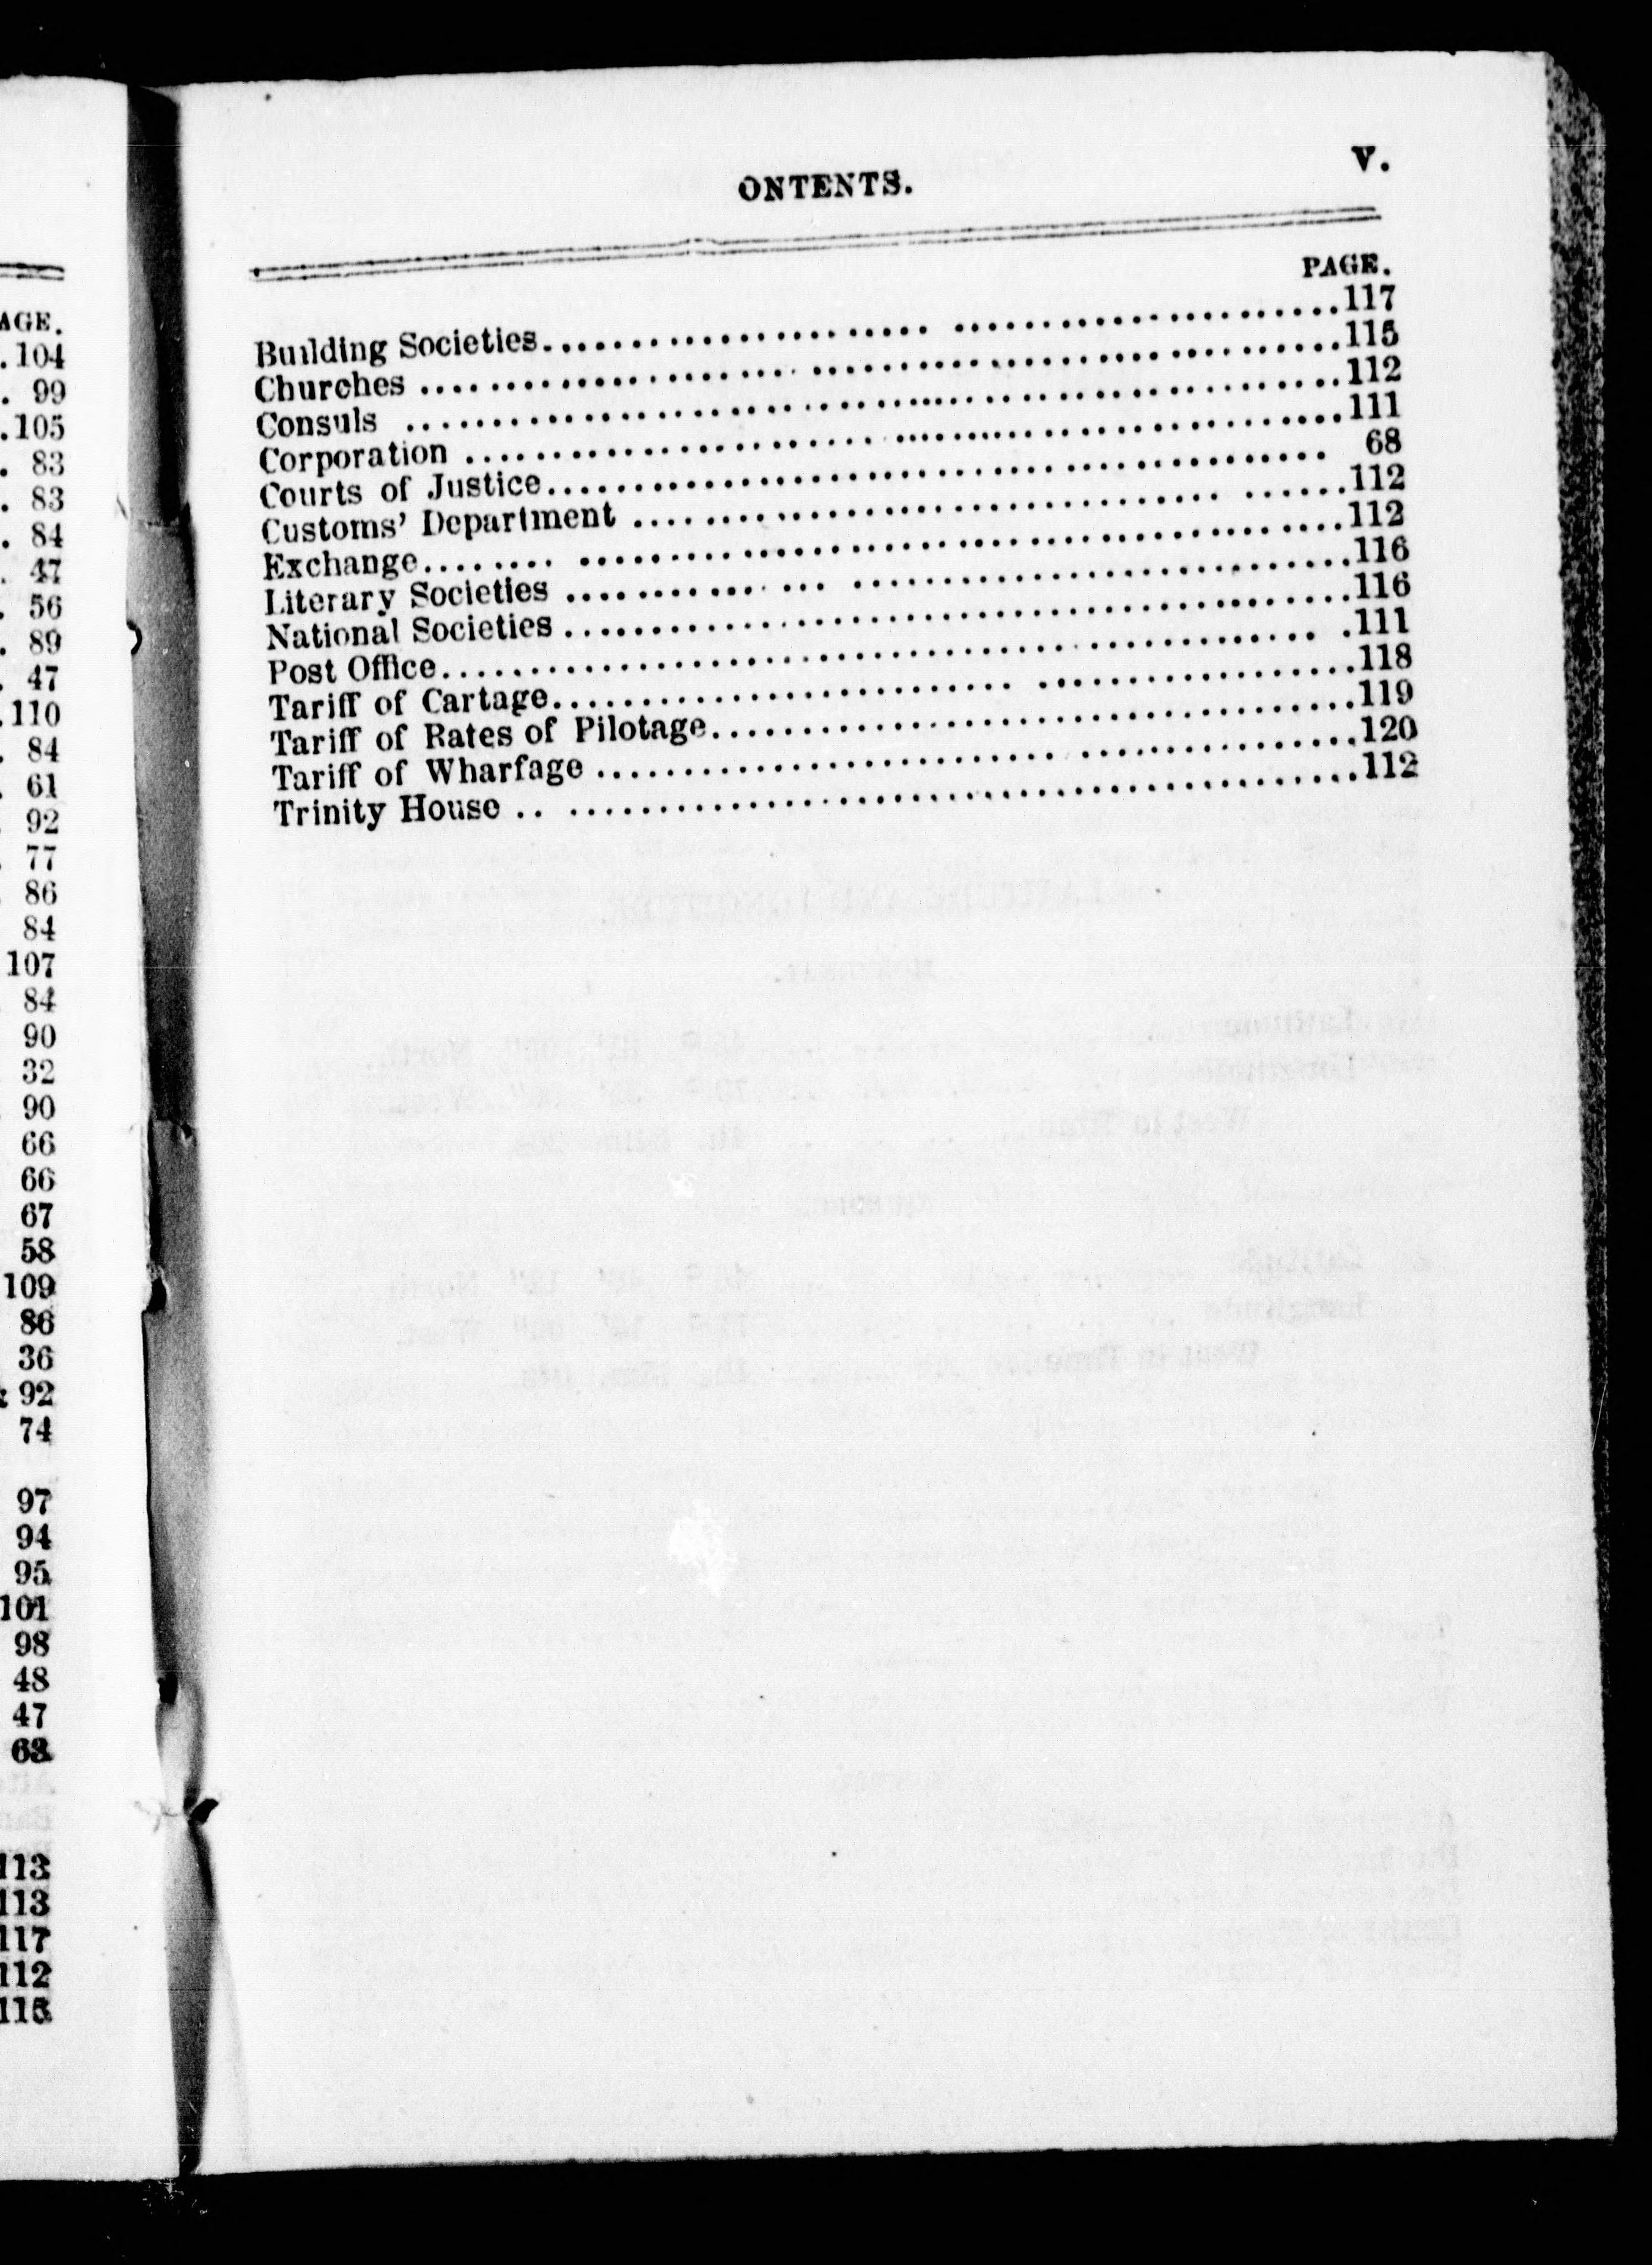 AGE.
.104
. 99
.105
. 83
. 83
. 84
. 47
. 56
. 89
. 47
.110
. 84
. 61
92
77
86
84
107
84
90
32
90
66
66
67
58
109
86
36
92
74
97
94
95
101
98
48
47
63
113
113
117
112
V.
ONTENTS.
PAGE.
Building Societies........................................117
Churches ........................................115
Consuls ........................................112
Corporation ........................................111
Courts of Justice........................................ 68
Customs' Department ........................................112
Exchange........................................112
Literary Societies ........................................116
National Societies ........................................116
Post Office........................................111
Tariff of Cartage........................................118
Tariff of Rates of Pilotage........................................119
Tariff of Wharfage ........................................120
Trinity House .. ........................................112